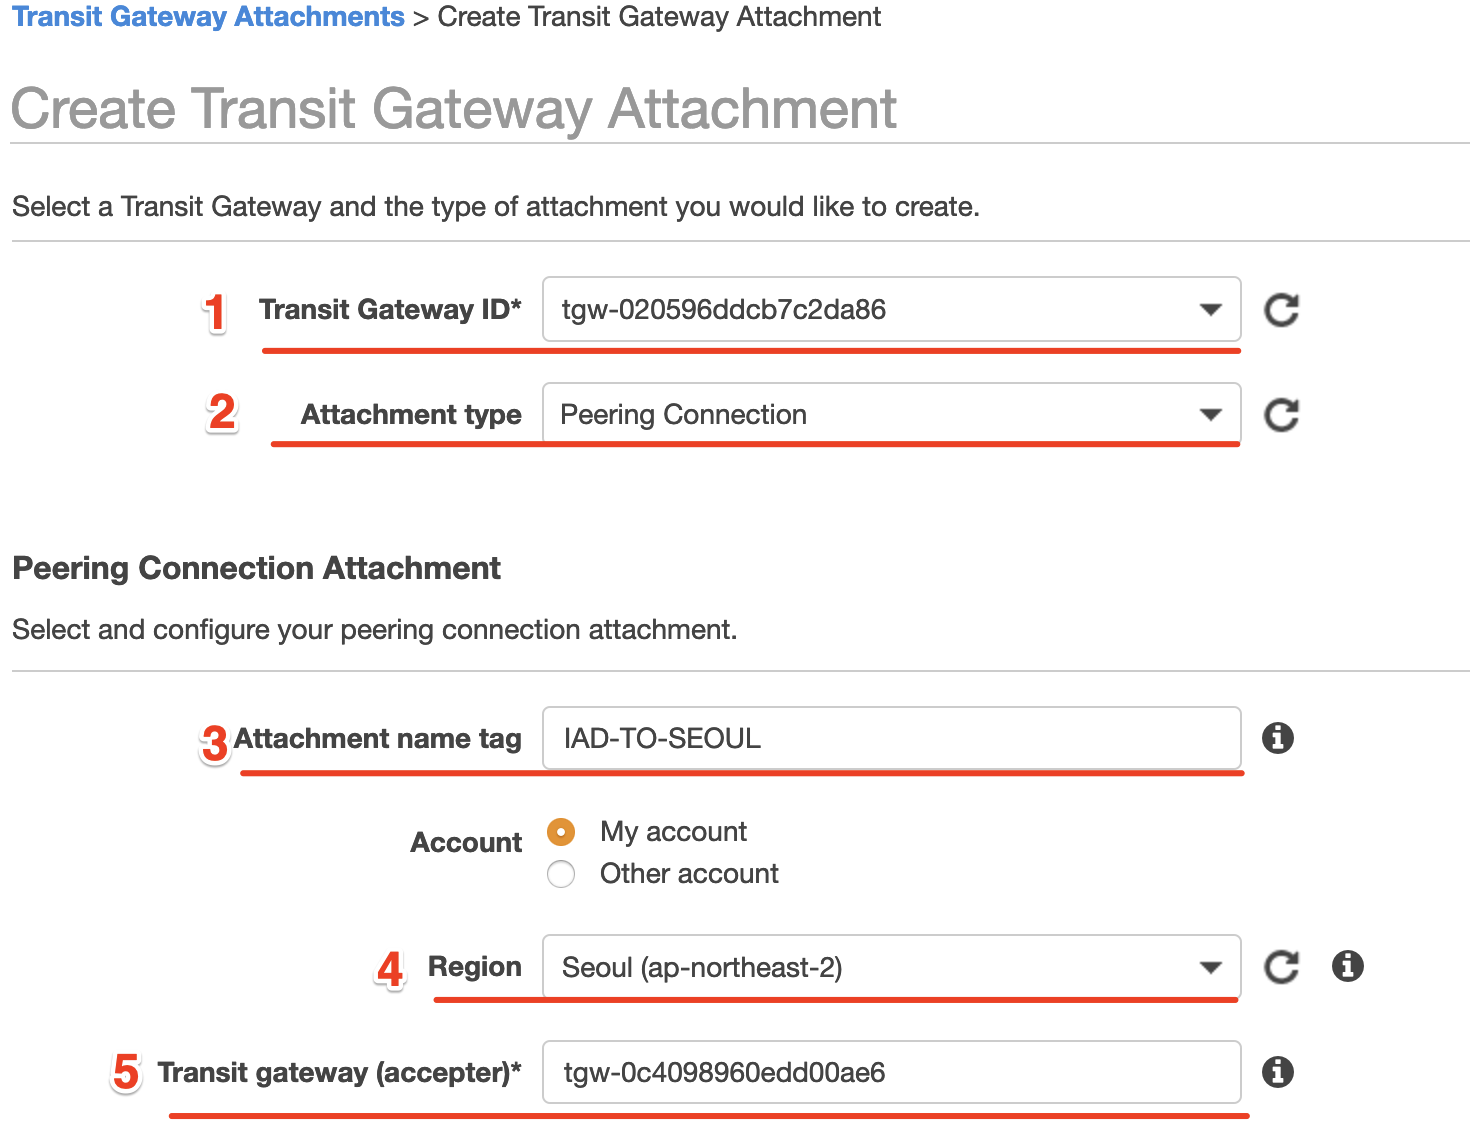 Transit Gateway Attachments > Create Transit Gateway Attachment
Create Transit Gateway Attachment
Select a Transit Gateway and the type of attachment you would like to create.
1 Transit Gateway ID* tgw-020596ddcb7c2da86
2 Attachment type Peering Connection
Peering Connection Attachment
Select and configure your peering connection attachment.
3 Attachment name tag IAD-TO-SEOUL
Account My account
Other account
4 Region Seoul (ap-northeast-2)
5 Transit gateway (accepter)* tgw-0c4098960edd00ae6